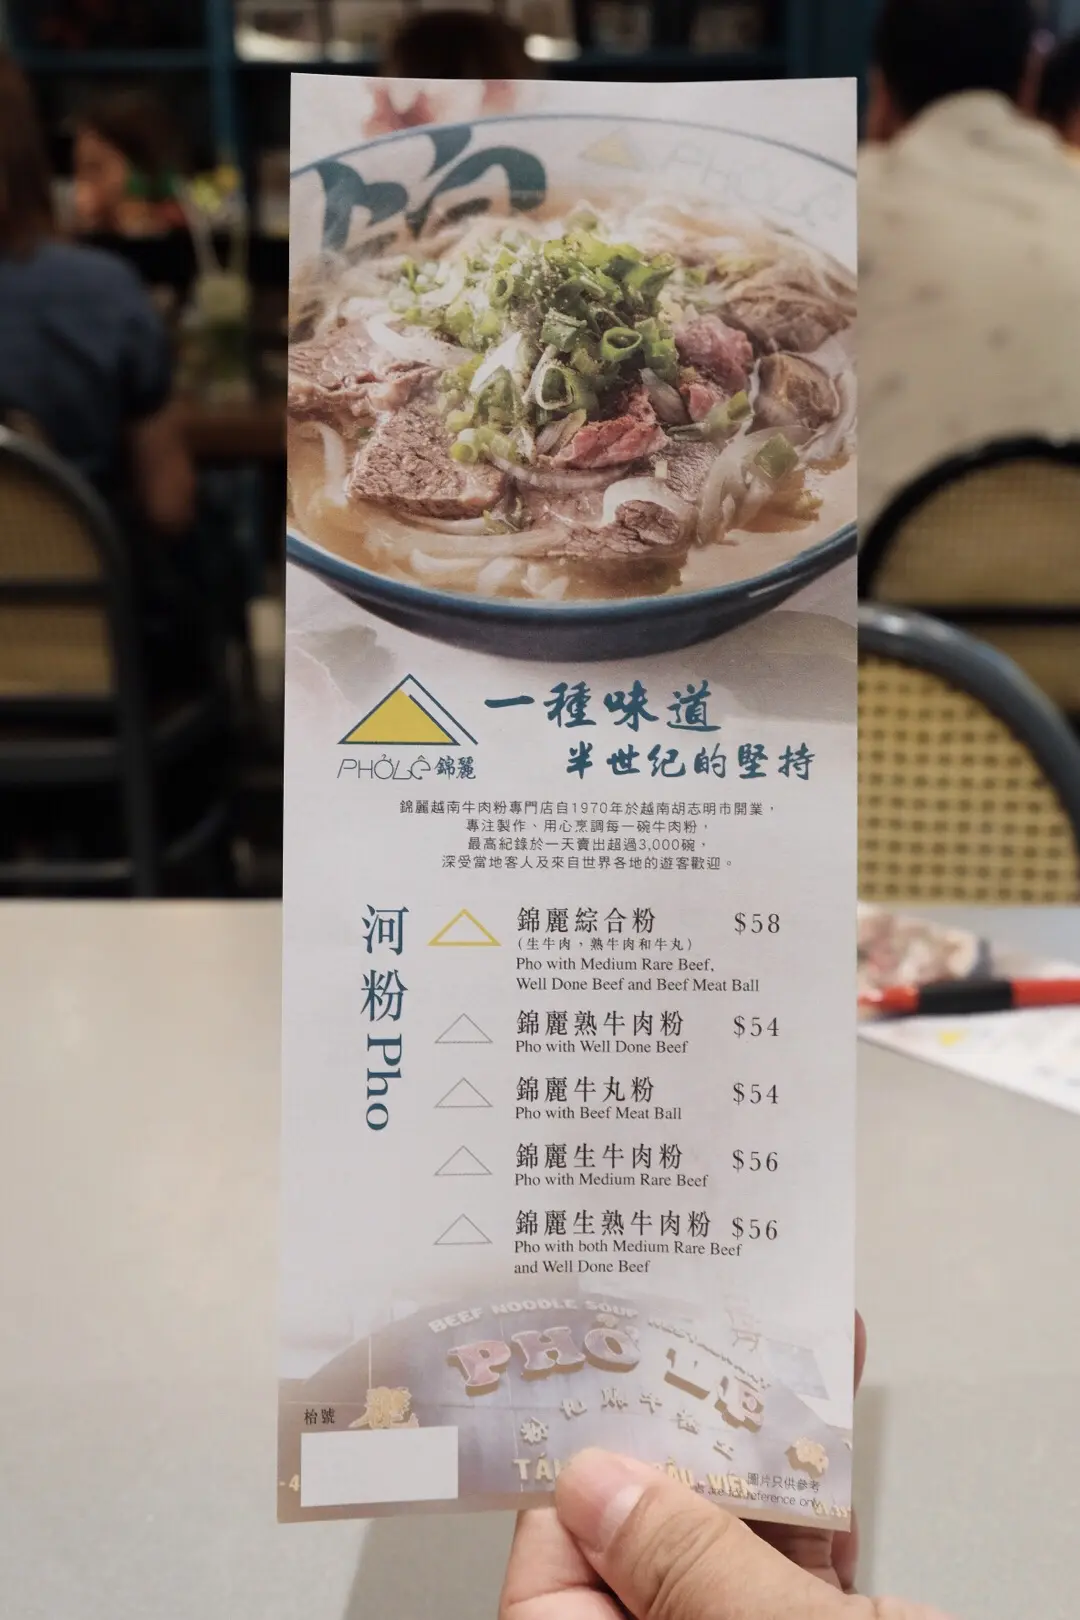 PHỞLỆ 錦麗
一種味道
半世紀的堅持
錦麗越南牛肉粉專門店自1970年於越南胡志明市開業，
專注製作、用心烹調每一碗牛肉粉，
最高紀錄於一天賣出超過3,000碗，
深受當地客人及來自世界各地的遊客歡迎。
河粉 Pho
錦麗綜合粉 $58
(生牛肉，熟牛肉和牛丸)
Pho with Medium Rare Beef,
Well Done Beef and Beef Meat Ball
錦麗熟牛肉粉 $54
Pho with Well Done Beef
錦麗牛丸粉 $54
Pho with Beef Meat Ball
錦麗生牛肉粉 $56
Pho with Medium Rare Beef
錦麗生熟牛肉粉 $56
Pho with both Medium Rare Beef
and Well Done Beef
BEEF NOODLE SOUP RESTAURANT
PHỞ LỆ
枱號
圖片只供參考
reference only